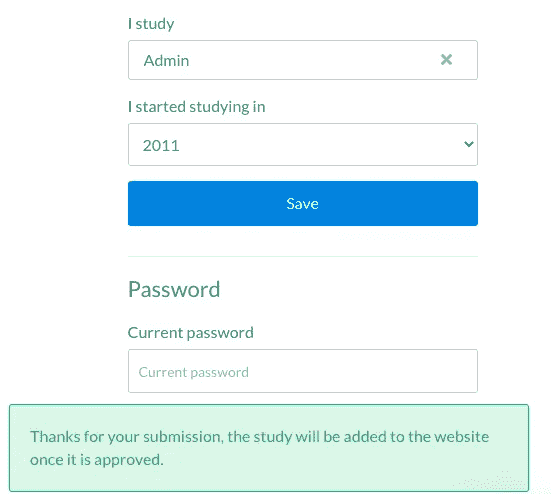 I study
Admin
I started studying in
2011
Save
Password
Current password
Current password
Thanks for your submission, the study will be added to the website
once it is approved.